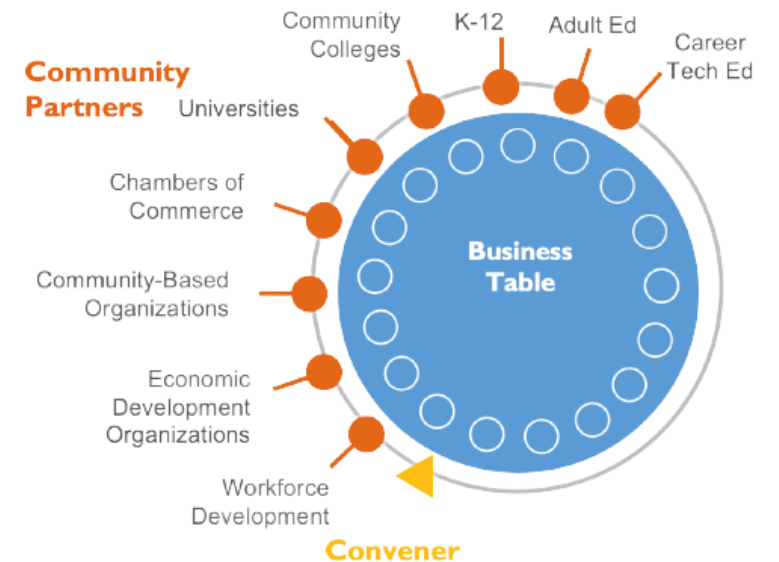 Community
Colleges
K-12
Adult Ed
Career
Tech Ed
Community
Partners
Universities
Chambers of
Commerce
Community-Based
Organizations
Economic
Development
Organizations
Workforce
Development
Business
Table
Convener